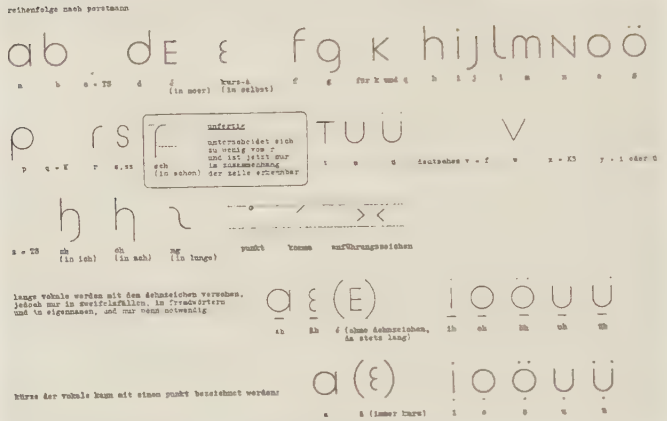 reihenfolge nach porstmann
a b d E ε f g K h i j l m N o ö
a b c = TS d é kurz-ä f g für k und q h i j l m n o ö
(in meer) (in selbst)
p r s T U Ü V
unfertig
unterscheidet sich
zu wenig vom r
und ist jetzt nur
im zusammenhang
der zeile erkennbar
sch
(in schon)
p q = K r s,ss t u ü deutsches v = f w x = KS y = i oder ü
z = TS ch ch ng punkt komma anführungszeichen
(in ich) (in ach) (in lunge)
lange vokale werden mit dem dehnzeichen versehen,
jedoch nur in zweifelsfällen, in fremdwörtern
und in eigennamen, und nur wenn notwendig
a ε (E) i o ö u ü
ah äh é (ohne dehnzeichen, ih oh öh uh üh
da stets lang)
kürze der vokale kann mit einem punkt bezeichnet werden:
a (ε) i o ö u ü
a ä (immer kurz) i o ö u ü